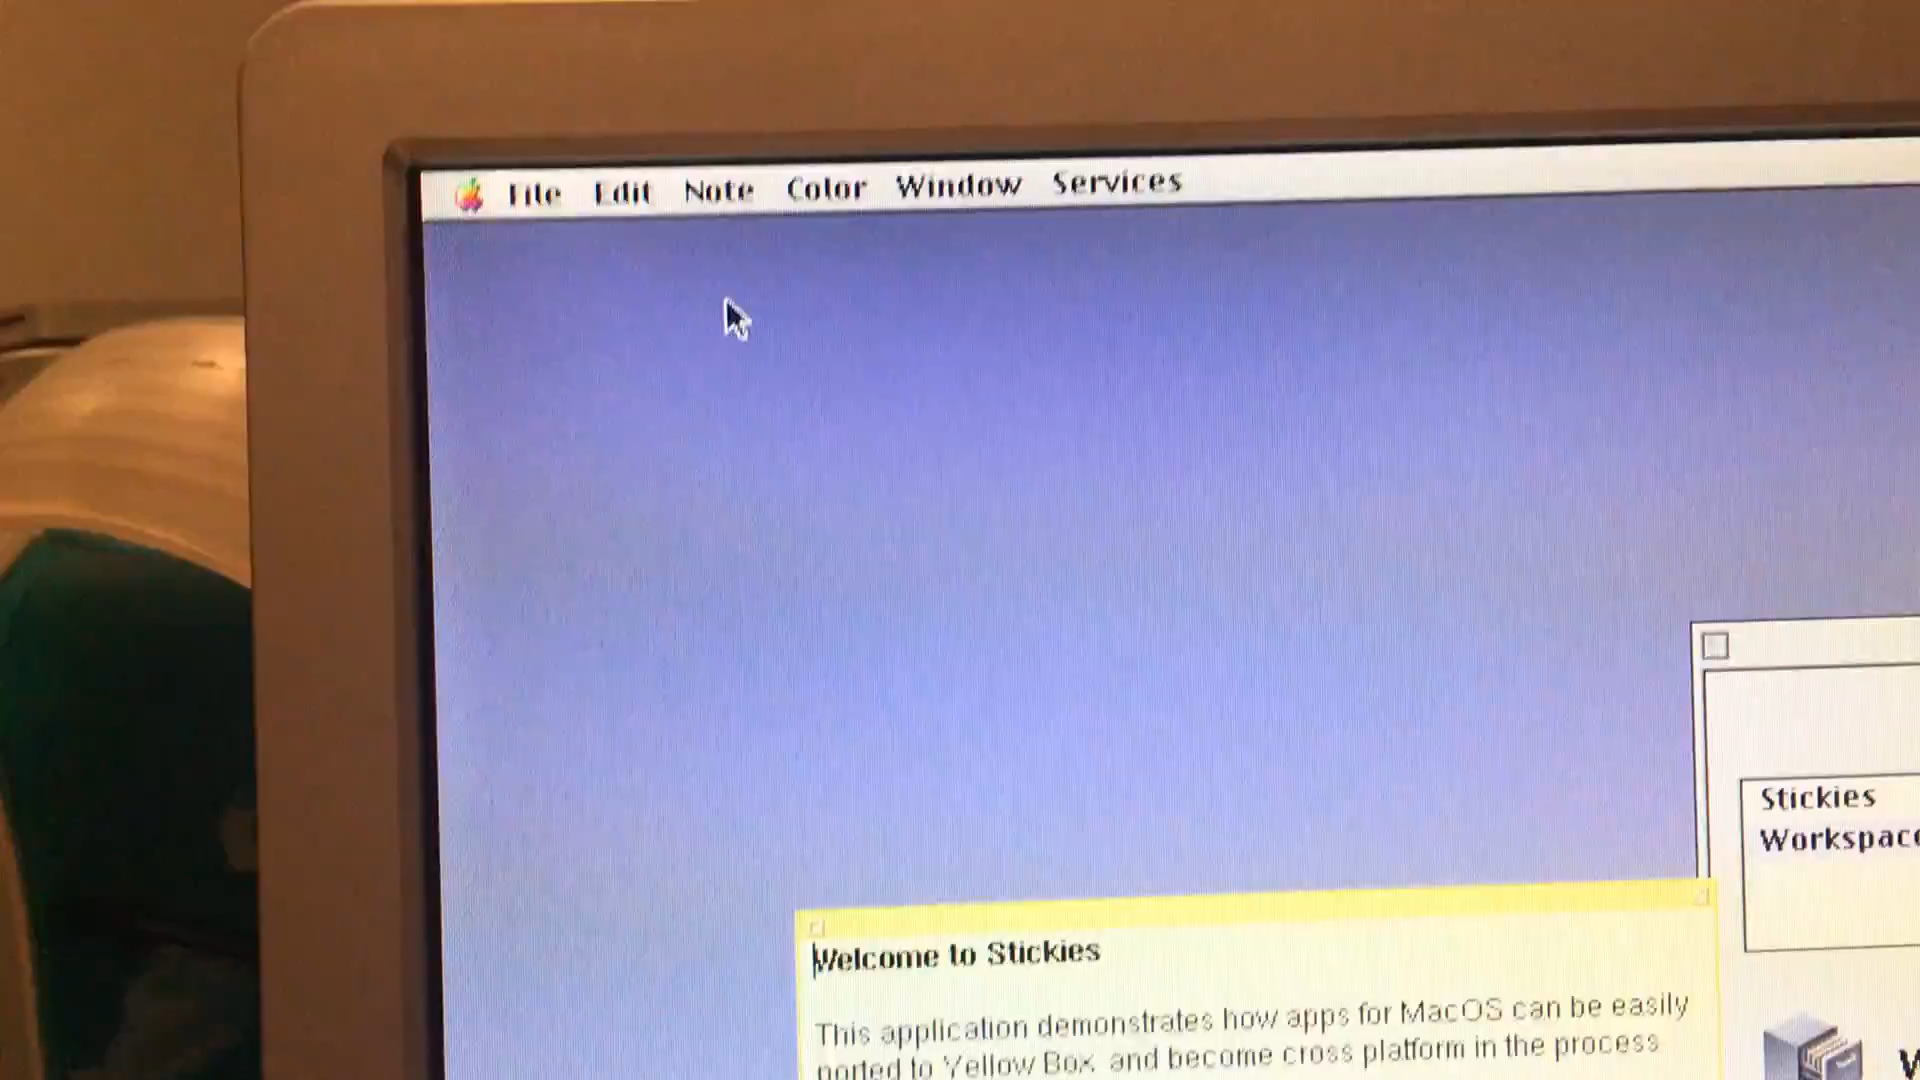 File Edit Note Color Window Services
Stickies
Workspace
Welcome to Stickies
This application demonstrates how apps for MacOS can be easily
ported to Yellow Box and become cross platform in the process